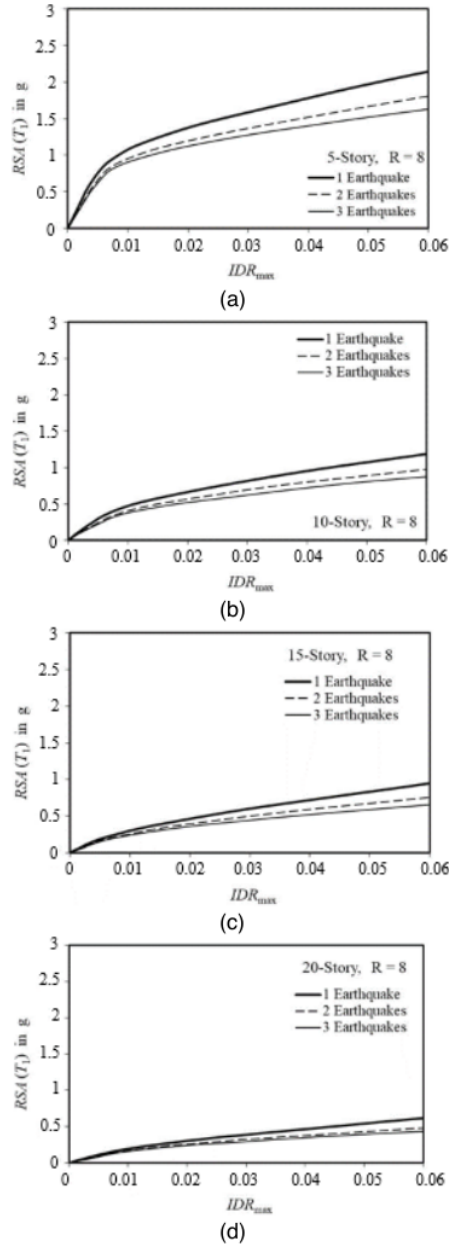 3
2.5
2
1.5
1
0.5
0
RSA (T1) in g
5-Story, R = 8
1 Earthquake
2 Earthquakes
3 Earthquakes
0 0.01 0.02 0.03 0.04 0.05 0.06
IDRmax
(a)
3
2.5
2
1.5
1
0.5
0
RSA (T1) in g
1 Earthquake
2 Earthquakes
3 Earthquakes
10-Story, R = 8
0 0.01 0.02 0.03 0.04 0.05 0.06
IDRmax
(b)
3
2.5
2
1.5
1
0.5
0
RSA (T1) in g
15-Story, R = 8
1 Earthquake
2 Earthquakes
3 Earthquakes
0 0.01 0.02 0.03 0.04 0.05 0.06
IDRmax
(c)
3
2.5
2
1.5
1
0.5
0
RSA (T1) in g
20-Story, R = 8
1 Earthquake
2 Earthquakes
3 Earthquakes
0 0.01 0.02 0.03 0.04 0.05 0.06
IDRmax
(d)